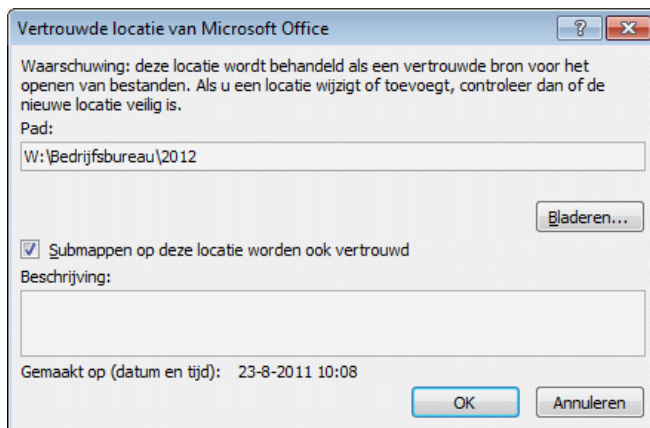 Vertrouwde locatie van Microsoft Office
Waarschuwing: deze locatie wordt behandeld als een vertrouwde bron voor het
openen van bestanden. Als u een locatie wijzigt of toevoegt, controleer dan of de
nieuwe locatie veilig is.
Pad:
W:\Bedrijfsbureau\2012
Bladeren...
Submappen op deze locatie worden ook vertrouwd
Beschrijving:
Gemaakt op (datum en tijd): 23-8-2011 10:08
OK
Annuleren